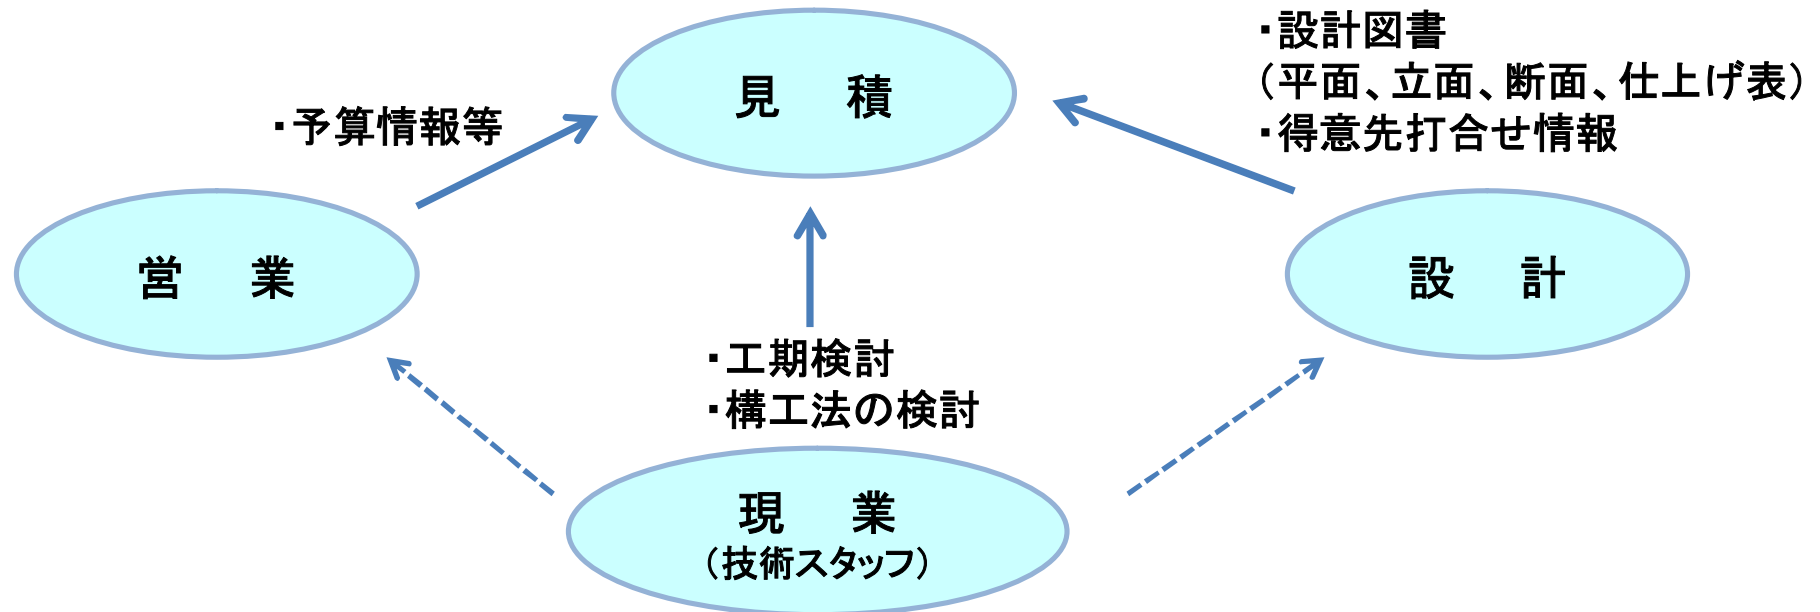 ・設計図書
（平面、立面、断面、仕上げ表）
・得意先打合せ情報
見　積
・予算情報等
営　業
設　計
・工期検討
・構工法の検討
現　業
（技術スタッフ）